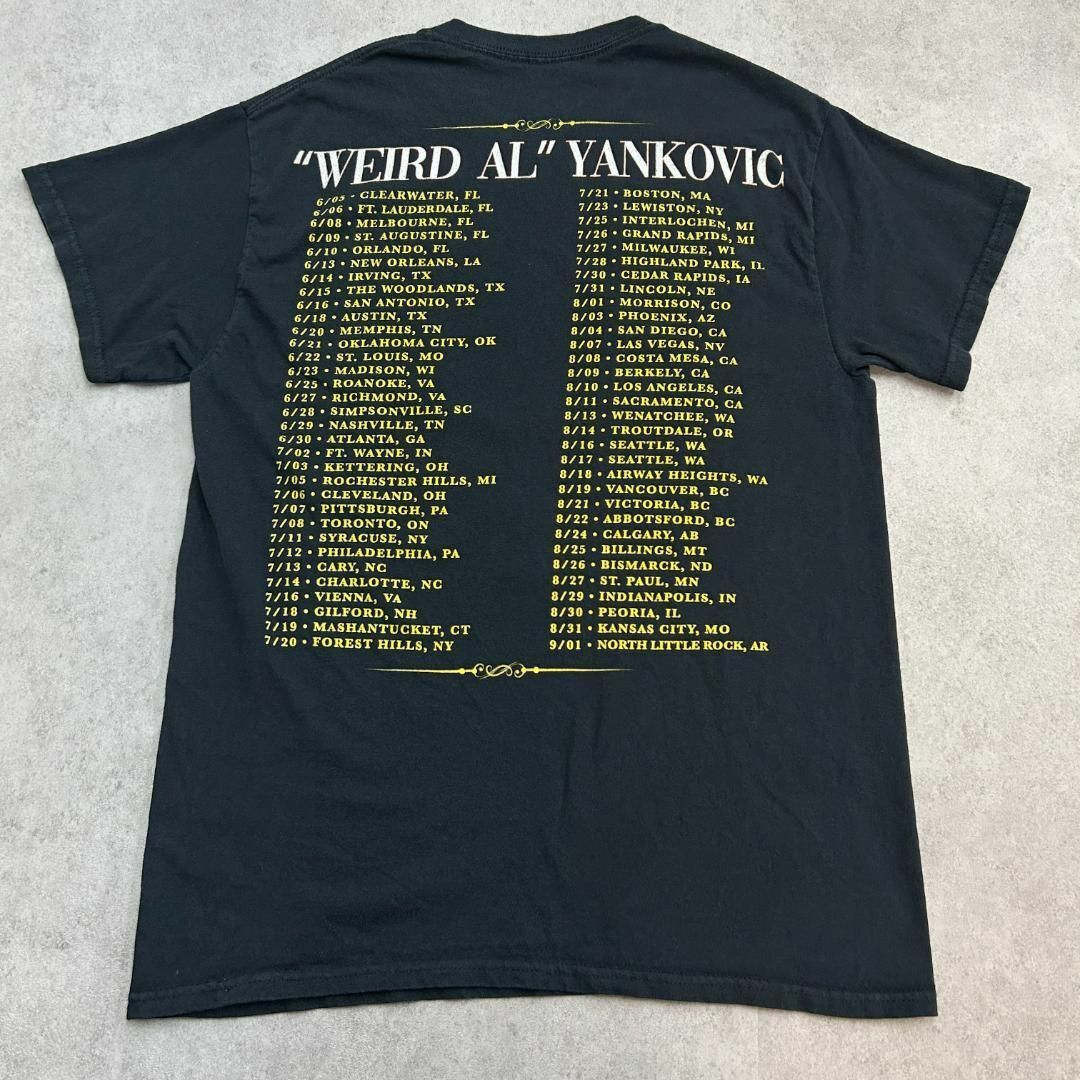 "WEIRD AL" YANKOVIC
6/05 • CLEARWATER, FL
6/06 • FT. LAUDERDALE, FL
6/08 • MELBOURNE, FL
6/09 • ST. AUGUSTINE, FL
6/10 • ORLANDO, FL
6/13 • NEW ORLEANS, LA
6/14 • IRVING, TX
6/15 • THE WOODLANDS, TX
6/16 • SAN ANTONIO, TX
6/18 • AUSTIN, TX
6/20 • MEMPHIS, TN
6/21 • OKLAHOMA CITY, OK
6/22 • ST. LOUIS, MO
6/23 • MADISON, WI
6/25 • ROANOKE, VA
6/27 • RICHMOND, VA
6/28 • SIMPSONVILLE, SC
6/29 • NASHVILLE, TN
6/30 • ATLANTA, GA
7/02 • FT. WAYNE, IN
7/03 • KETTERING, OH
7/05 • ROCHESTER HILLS, MI
7/06 • CLEVELAND, OH
7/07 • PITTSBURGH, PA
7/08 • TORONTO, ON
7/11 • SYRACUSE, NY
7/12 • PHILADELPHIA, PA
7/13 • CARY, NC
7/14 • CHARLOTTE, NC
7/16 • VIENNA, VA
7/18 • GILFORD, NH
7/19 • MASHANTUCKET, CT
7/20 • FOREST HILLS, NY
7/21 • BOSTON, MA
7/23 • LEWISTON, NY
7/25 • INTERLOCHEN, MI
7/26 • GRAND RAPIDS, MI
7/27 • MILWAUKEE, WI
7/28 • HIGHLAND PARK, IL
7/30 • CEDAR RAPIDS, IA
7/31 • LINCOLN, NE
8/01 • MORRISON, CO
8/03 • PHOENIX, AZ
8/04 • SAN DIEGO, CA
8/07 • LAS VEGAS, NV
8/08 • COSTA MESA, CA
8/09 • BERKELY, CA
8/10 • LOS ANGELES, CA
8/11 • SACRAMENTO, CA
8/13 • WENATCHEE, WA
8/14 • TROUTDALE, OR
8/16 • SEATTLE, WA
8/17 • SEATTLE, WA
8/18 • AIRWAY HEIGHTS, WA
8/19 • VANCOUVER, BC
8/21 • VICTORIA, BC
8/22 • ABBOTSFORD, BC
8/24 • CALGARY, AB
8/25 • BILLINGS, MT
8/26 • BISMARCK, ND
8/27 • ST. PAUL, MN
8/29 • INDIANAPOLIS, IN
8/30 • PEORIA, IL
8/31 • KANSAS CITY, MO
9/01 • NORTH LITTLE ROCK, AR